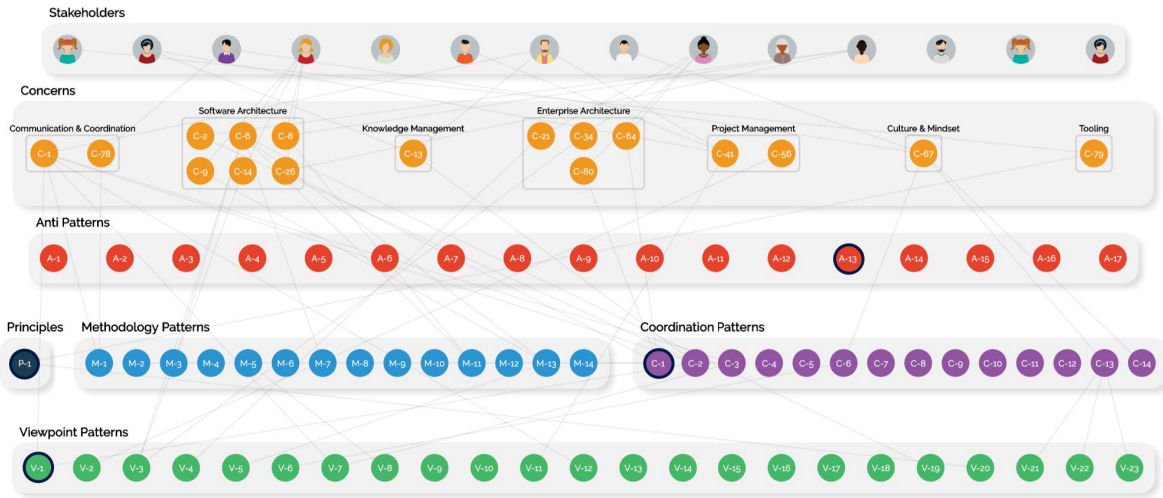 Stakeholders
Concerns
Communication & Coordination
C-1 C-78
Software Architecture
C-2 C-6 C-8
C-9 C-14 C-26
Knowledge Management
C-13
Enterprise Architecture
C-21 C-34 C-64
C-80
Project Management
C-41 C-56
Culture & Mindset
C-67
Tooling
C-79
Anti Patterns
A-1 A-2 A-3 A-4 A-5 A-6 A-7 A-8 A-9 A-10 A-11 A-12 A-13 A-14 A-15 A-16 A-17
Principles
P-1
Methodology Patterns
M-1 M-2 M-3 M-4 M-5 M-6 M-7 M-8 M-9 M-10 M-11 M-12 M-13 M-14
Coordination Patterns
C-1 C-2 C-3 C-4 C-5 C-6 C-7 C-8 C-9 C-10 C-11 C-12 C-13 C-14
Viewpoint Patterns
V-1 V-2 V-3 V-4 V-5 V-6 V-7 V-8 V-9 V-10 V-11 V-12 V-13 V-14 V-15 V-16 V-17 V-18 V-19 V-20 V-21 V-22 V-23